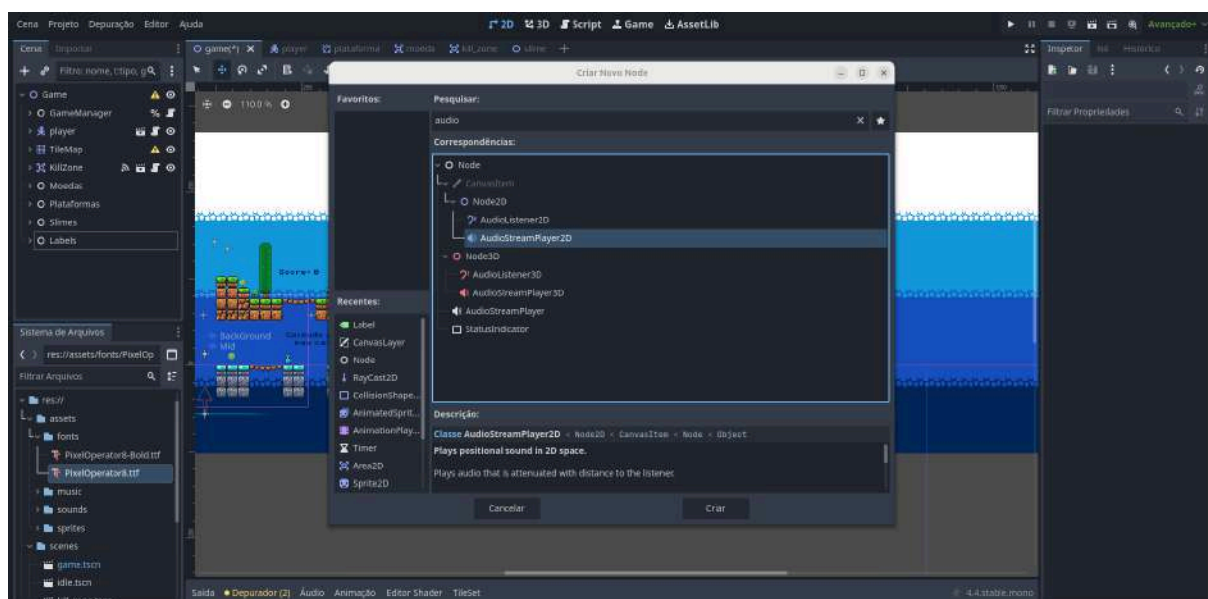 Cena Projeto Depuração Editor Ajuda
2D 3D Script Game AssetLib
Avançado+
Cena Importar
game(*) player plataforma moeda kill_zone slime
Inspetor Nó Histórico
Filtro: nome, t:tipo, g
Criar Novo Node
Game
GameManager
player
TileMap
KillZone
Moedas
Plataformas
Slimes
Labels
110.0 %
Favoritos:
Pesquisar:
audio
Correspondências:
Node
CanvasItem
Node2D
AudioListener2D
AudioStreamPlayer2D
Node3D
AudioListener3D
AudioStreamPlayer3D
AudioStreamPlayer
StatusIndicator
Filtrar Propriedades
Score: 0
BackGround
Mid
Recentes:
Label
CanvasLayer
Node
RayCast2D
CollisionShape...
AnimatedSprit...
AnimationPlay...
Timer
Area2D
Sprite2D
Descrição:
Classe AudioStreamPlayer2D < Node2D < CanvasItem < Node < Object
Plays positional sound in 2D space.
Plays audio that is attenuated with distance to the listener.
Cancelar
Criar
Sistema de Arquivos
res://assets/fonts/PixelOp
Filtrar Arquivos
res://
assets
fonts
PixelOperator8-Bold.ttf
PixelOperator8.ttf
music
sounds
sprites
scenes
game.tscn
idle.tscn
Saída Depurador (2) Áudio Animação Editor Shader TileSet
4.4.stable.mono